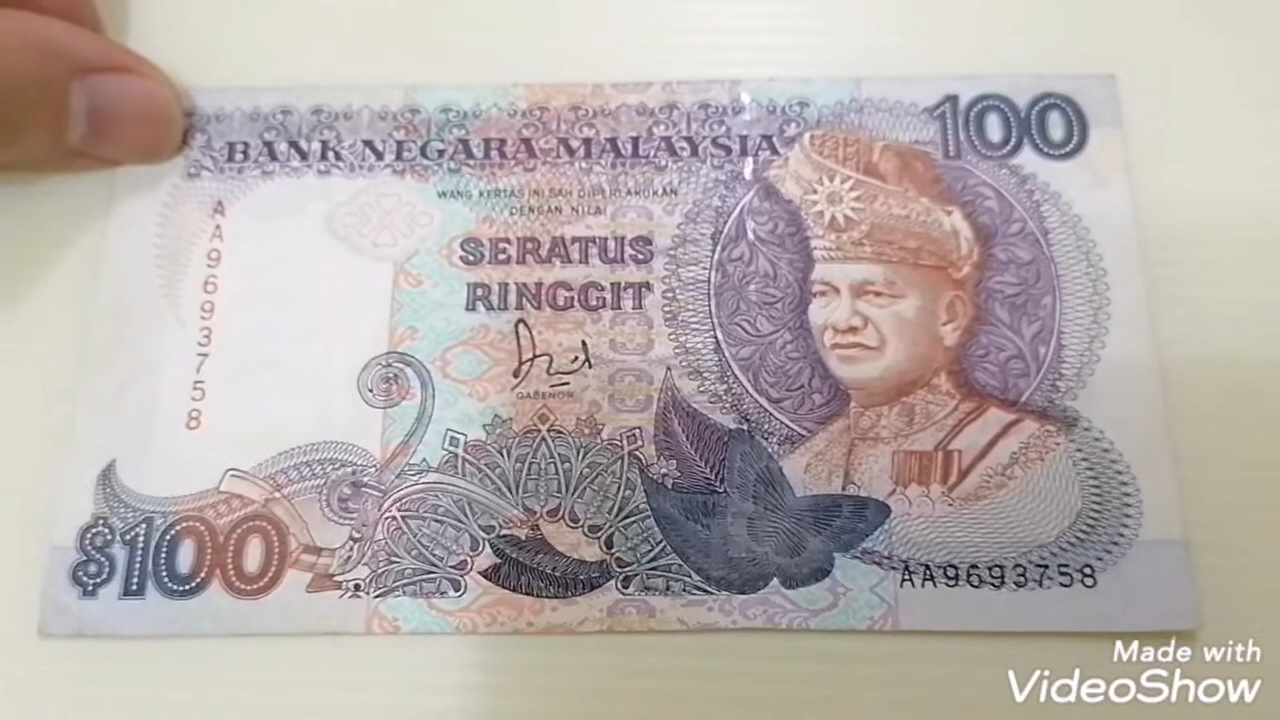 BANK NEGARA MALAYSIA
100
WANG KERTAS INI SAH DIPERLAKUKAN
DENGAN NILAI
SERATUS
RINGGIT
GABENOR
AA9693758
$100
AA9693758
Made with
VideoShow